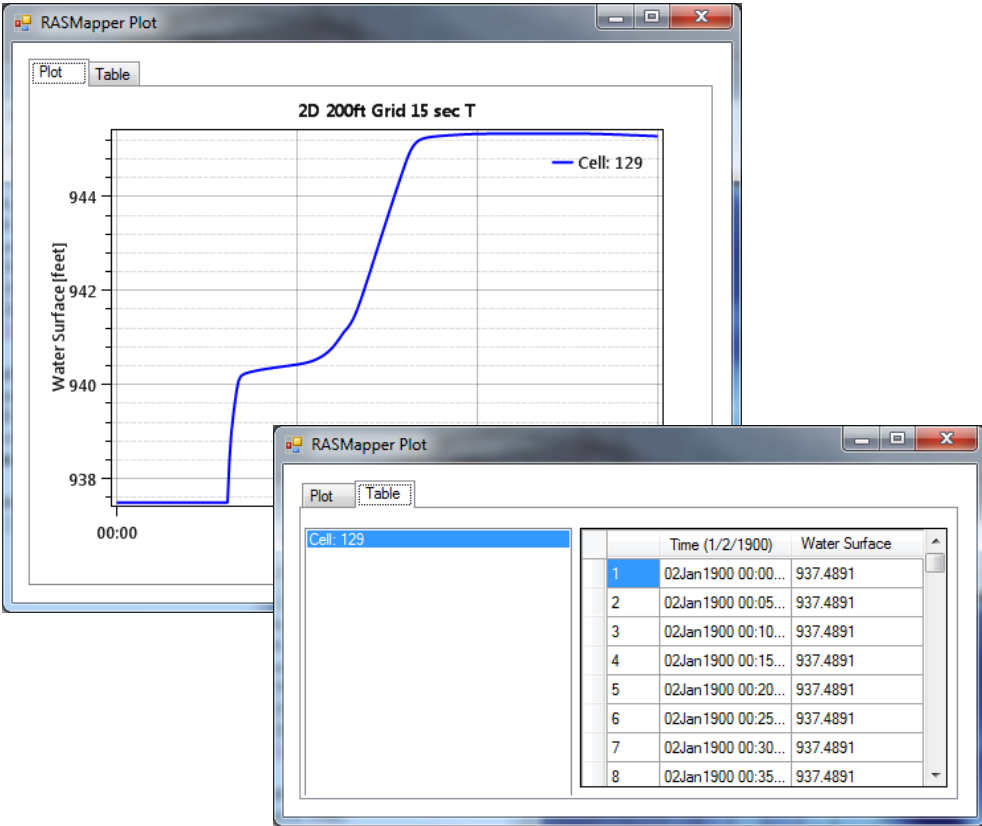 RASMapper Plot
Plot Table
2D 200ft Grid 15 sec T
Cell: 129
Water Surface [feet]
944
942
940
938
00:00
RASMapper Plot
Plot Table
Cell: 129
Time (1/2/1900) Water Surface
1 02Jan1900 00:00... 937.4891
2 02Jan1900 00:05... 937.4891
3 02Jan1900 00:10... 937.4891
4 02Jan1900 00:15... 937.4891
5 02Jan1900 00:20... 937.4891
6 02Jan1900 00:25... 937.4891
7 02Jan1900 00:30... 937.4891
8 02Jan1900 00:35... 937.4891